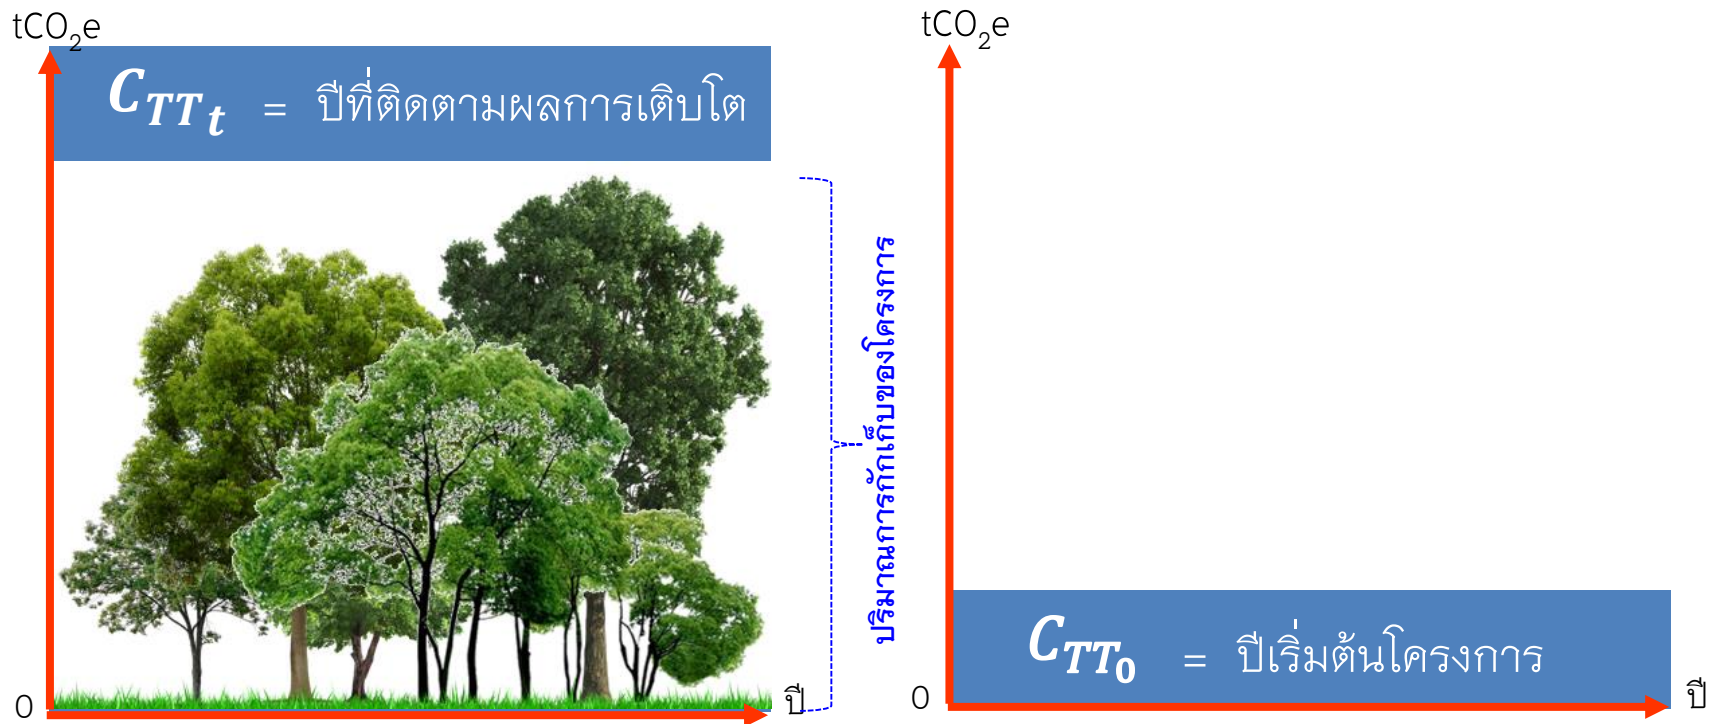 tCO₂e
C_TT_t = ปีที่ติดตามผลการเติบโต
ปริมาณการกักเก็บของโครงการ
0
ปี
tCO₂e
C_TT₀ = ปีเริ่มต้นโครงการ
0
ปี